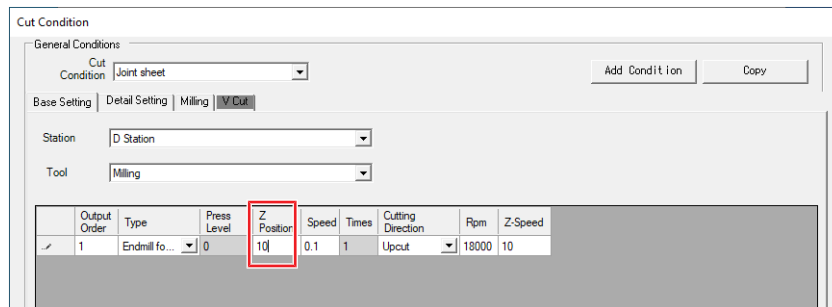 Cut Condition
General Conditions
Cut
Condition
Joint sheet
Add Condition
Copy
Base Setting
Detail Setting
Milling
V Cut
Station
D Station
Tool
Milling
Output
Order
Type
Press
Level
Z
Position
Speed
Times
Cutting
Direction
Rpm
Z-Speed
1
Endmill fo...
0
10
0.1
1
Upcut
18000
10